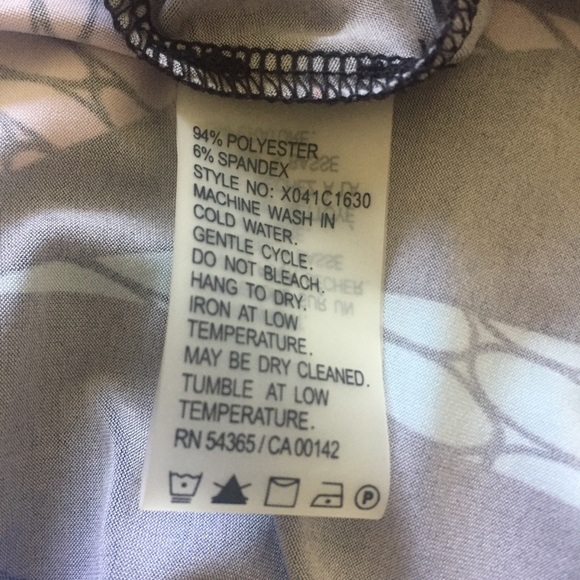 94% POLYESTER
6% SPANDEX
STYLE NO: X041C1630
MACHINE WASH IN
COLD WATER.
GENTLE CYCLE.
DO NOT BLEACH.
HANG TO DRY.
IRON AT LOW
TEMPERATURE.
MAY BE DRY CLEANED.
TUMBLE AT LOW
TEMPERATURE.
RN 54365 / CA 00142
P